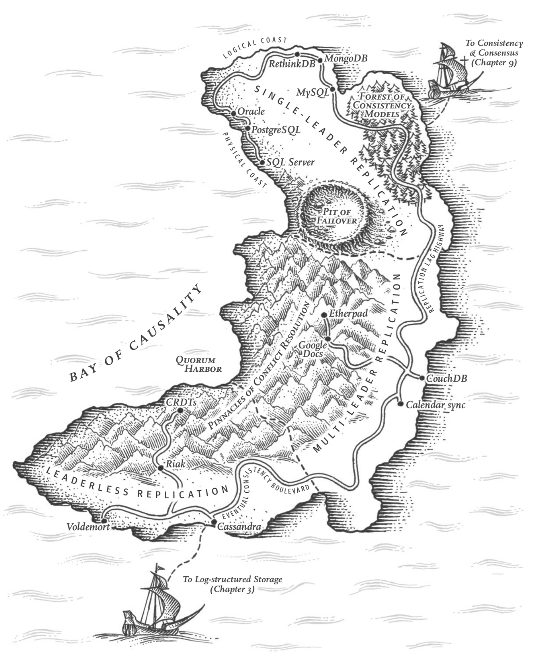 To Consistency
& Consensus
(Chapter 9)
LOGICAL COAST
RethinkDB
MongoDB
MySQL
FOREST OF
CONSISTENCY
MODELS
SINGLE-LEADER REPLICATION
Oracle
PostgreSQL
PHYSICAL COAST
SQL Server
PIT OF
FAILOVER
REPLICATION LAG HIGHWAY
BAY OF CAUSALITY
Etherpad
Google
Docs
PINNACLES OF CONFLICT RESOLUTION
MULTI-LEADER REPLICATION
QUORUM
HARBOR
CouchDB
Calendar sync
CRDTs
Riak
LEADERLESS REPLICATION
EVENTUAL CONSISTENCY BOULEVARD
Voldemort
Cassandra
To Log-structured Storage
(Chapter 3)